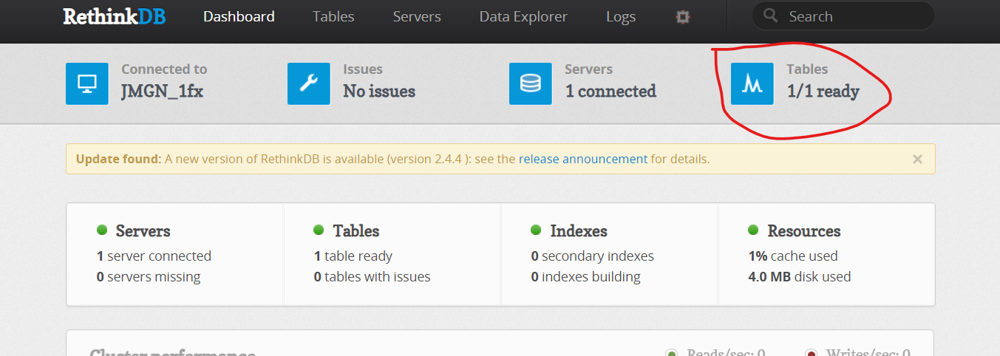 RethinkDB Dashboard Tables Servers Data Explorer Logs Search
Connected to
JMGN_1fx
Issues
No issues
Servers
1 connected
Tables
1/1 ready
Update found: A new version of RethinkDB is available (version 2.4.4 ): see the release announcement for details. ×
Servers
1 server connected
0 servers missing
Tables
1 table ready
0 tables with issues
Indexes
0 secondary indexes
0 indexes building
Resources
1% cache used
4.0 MB disk used
Cluster performance
Reads/sec: 0
Writes/sec: 0